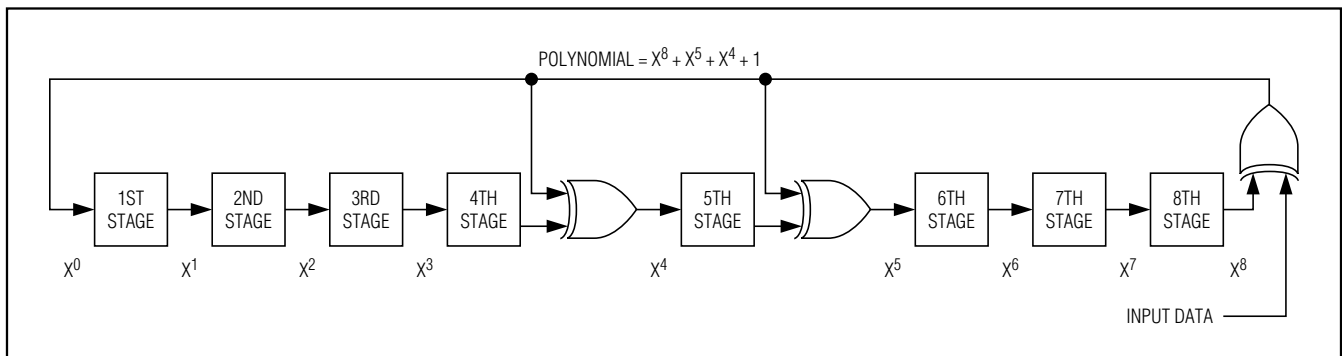 POLYNOMIAL = X⁸ + X⁵ + X⁴ + 1
1ST
STAGE
2ND
STAGE
3RD
STAGE
4TH
STAGE
5TH
STAGE
6TH
STAGE
7TH
STAGE
8TH
STAGE
X⁰
X¹
X²
X³
X⁴
X⁵
X⁶
X⁷
X⁸
INPUT DATA